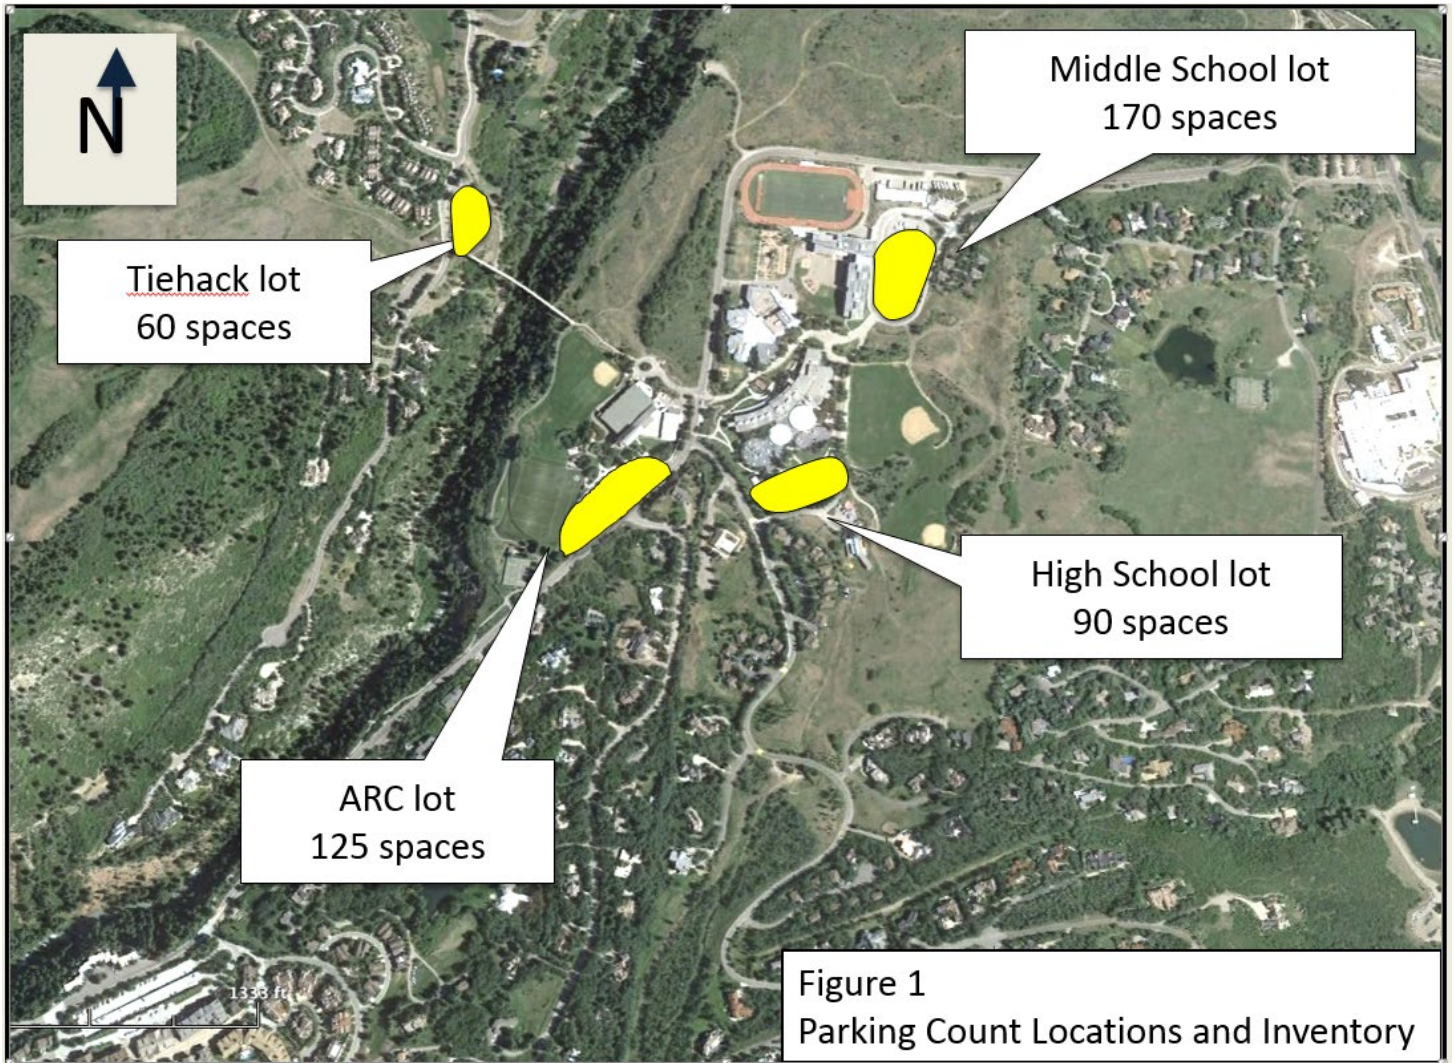 N
Middle School lot
170 spaces
Tiehack lot
60 spaces
High School lot
90 spaces
ARC lot
125 spaces
1333 ft
Figure 1
Parking Count Locations and Inventory